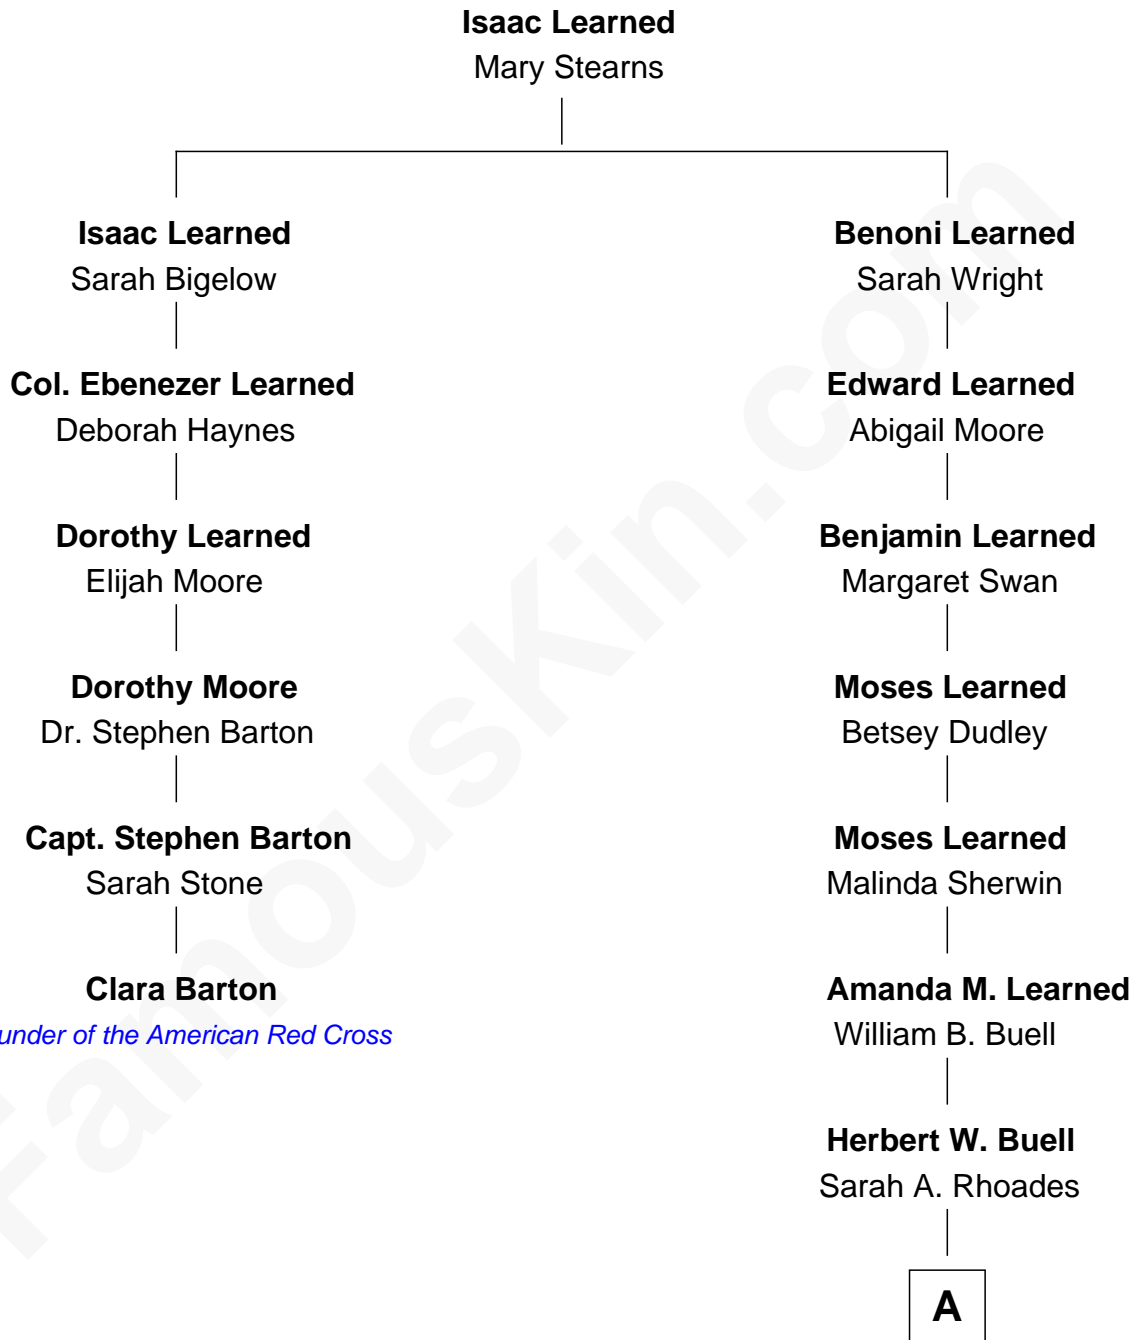 Isaac Learned
Mary Stearns
Isaac Learned
Sarah Bigelow
Benoni Learned
Sarah Wright
Col. Ebenezer Learned
Deborah Haynes
Edward Learned
Abigail Moore
Dorothy Learned
Elijah Moore
Benjamin Learned
Margaret Swan
Dorothy Moore
Dr. Stephen Barton
Moses Learned
Betsey Dudley
Capt. Stephen Barton
Sarah Stone
Moses Learned
Malinda Sherwin
Clara Barton
under of the American Red Cross
Amanda M. Learned
William B. Buell
Herbert W. Buell
Sarah A. Rhoades
A
FamousKin.com